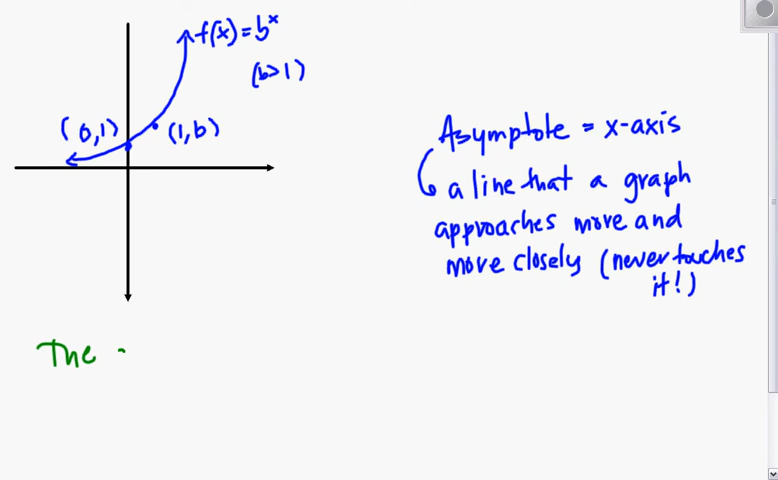 f(x) = b^x
(b>1)
(0,1)
(1,b)
Asymptote = x-axis
a line that a graph
approaches more and
more closely (never touches
it!)
The